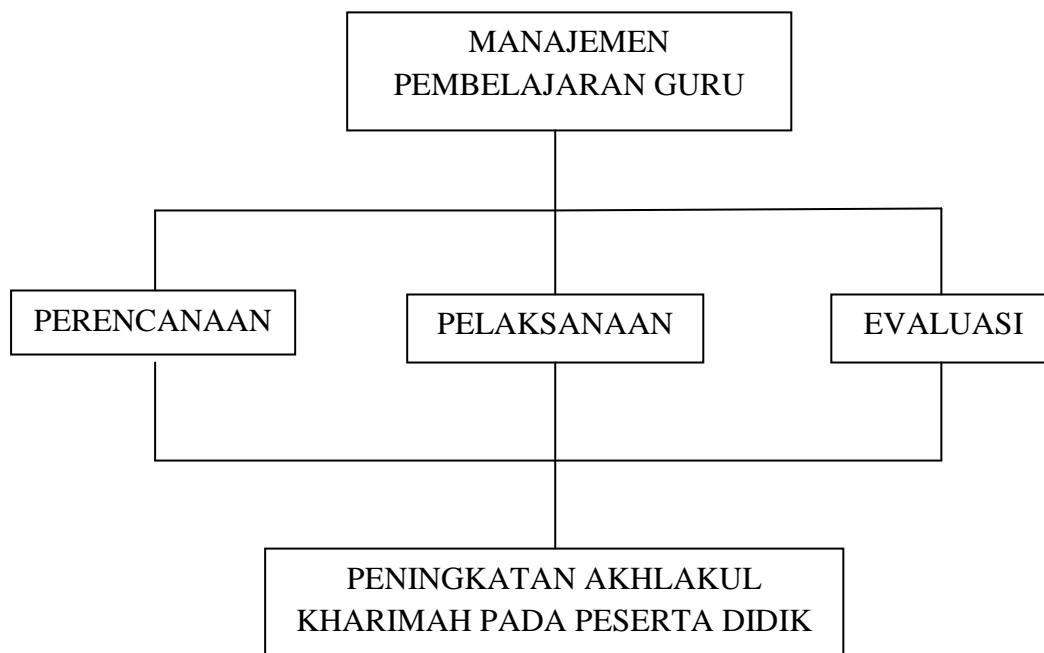 MANAJEMEN
PEMBELAJARAN GURU
PERENCANAAN
PELAKSANAAN
EVALUASI
PENINGKATAN AKHLAKUL
KHARIMAH PADA PESERTA DIDIK